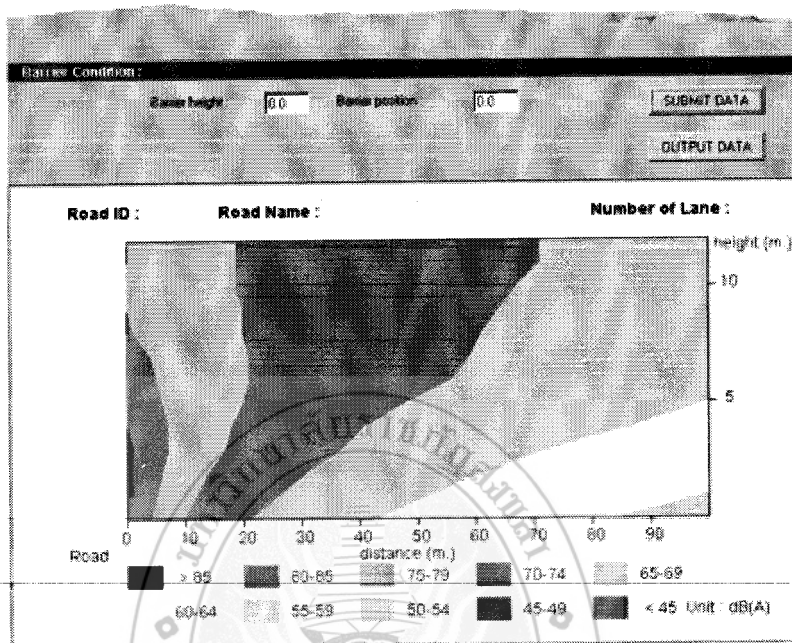 Barrier Condition :
Barrier height 0.0 Barrier position 0.0 SUBMIT DATA
OUTPUT DATA
Road ID : Road Name : Number of Lane :
height (m.)
10
5
0 10 20 30 40 50 60 70 80 90
Road distance (m.)
> 85 80-85 75-79 70-74 65-69
60-64 55-59 50-54 45-49 < 45 Unit : dB(A)